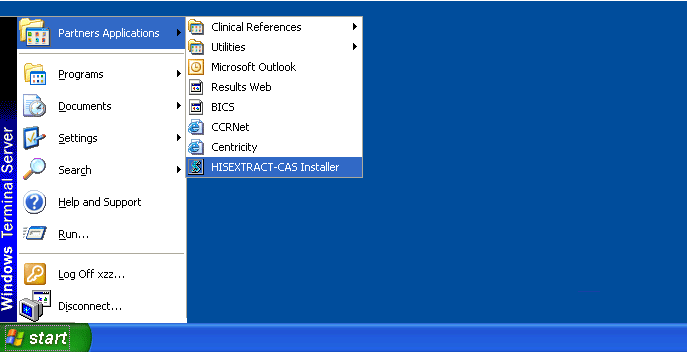 Partners Applications
Programs
Documents
Settings
Search
Help and Support
Run...
Log Off xzz...
Disconnect...
Clinical References
Utilities
Microsoft Outlook
Results Web
BICS
CCRNet
Centricity
HISEXTRACT-CAS Installer
Windows Terminal Server
start